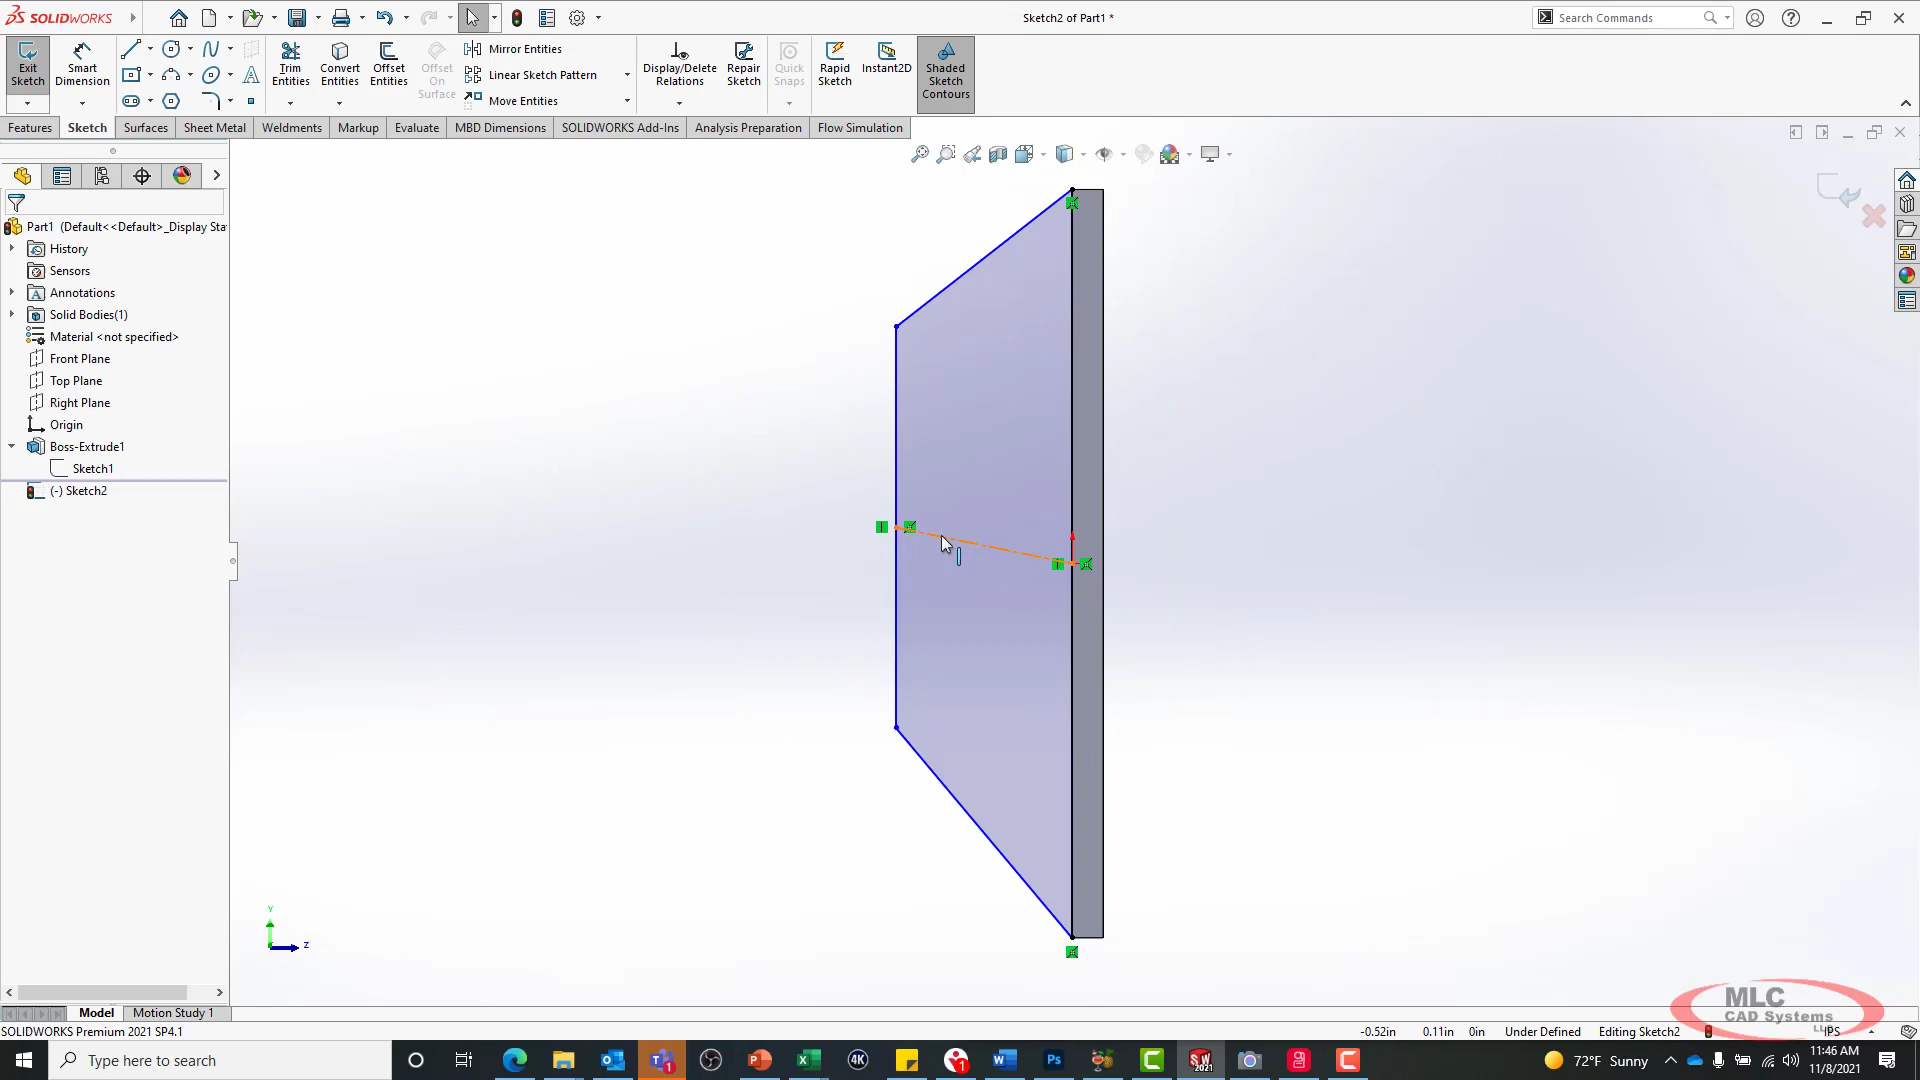 SOLIDWORKS
Sketch2 of Part1 *
Search Commands
Exit Sketch
Smart Dimension
Trim Entities
Convert Entities
Offset Entities
Offset On Surface
Mirror Entities
Linear Sketch Pattern
Move Entities
Display/Delete Relations
Repair Sketch
Quick Snaps
Rapid Sketch
Instant2D
Shaded Sketch Contours
Features
Sketch
Surfaces
Sheet Metal
Weldments
Markup
Evaluate
MBD Dimensions
SOLIDWORKS Add-Ins
Analysis Preparation
Flow Simulation
Part1 (Default<<Default>_Display Sta
History
Sensors
Annotations
Solid Bodies(1)
Material <not specified>
Front Plane
Top Plane
Right Plane
Origin
Boss-Extrude1
Sketch1
(-) Sketch2
Y
Z
Model
Motion Study 1
MLC
CAD Systems
LLC
SOLIDWORKS Premium 2021 SP4.1
-0.52in
0.11in
0in
Under Defined
Editing Sketch2
IPS
Type here to search
72°F Sunny
11:46 AM
11/8/2021